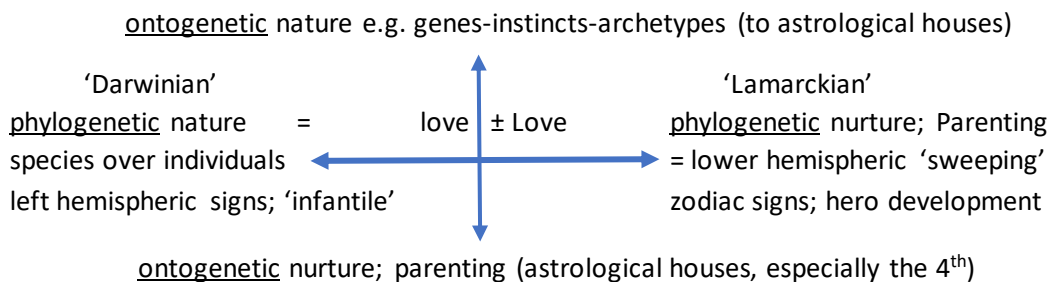 ontogenetic nature e.g. genes-instincts-archetypes (to astrological houses)
‘Darwinian’ ‘Lamarckian’
phylogenetic nature = love ± Love phylogenetic nurture; Parenting
species over individuals = lower hemispheric ‘sweeping’
left hemispheric signs; ‘infantile’ zodiac signs; hero development
ontogenetic nurture; parenting (astrological houses, especially the 4th)